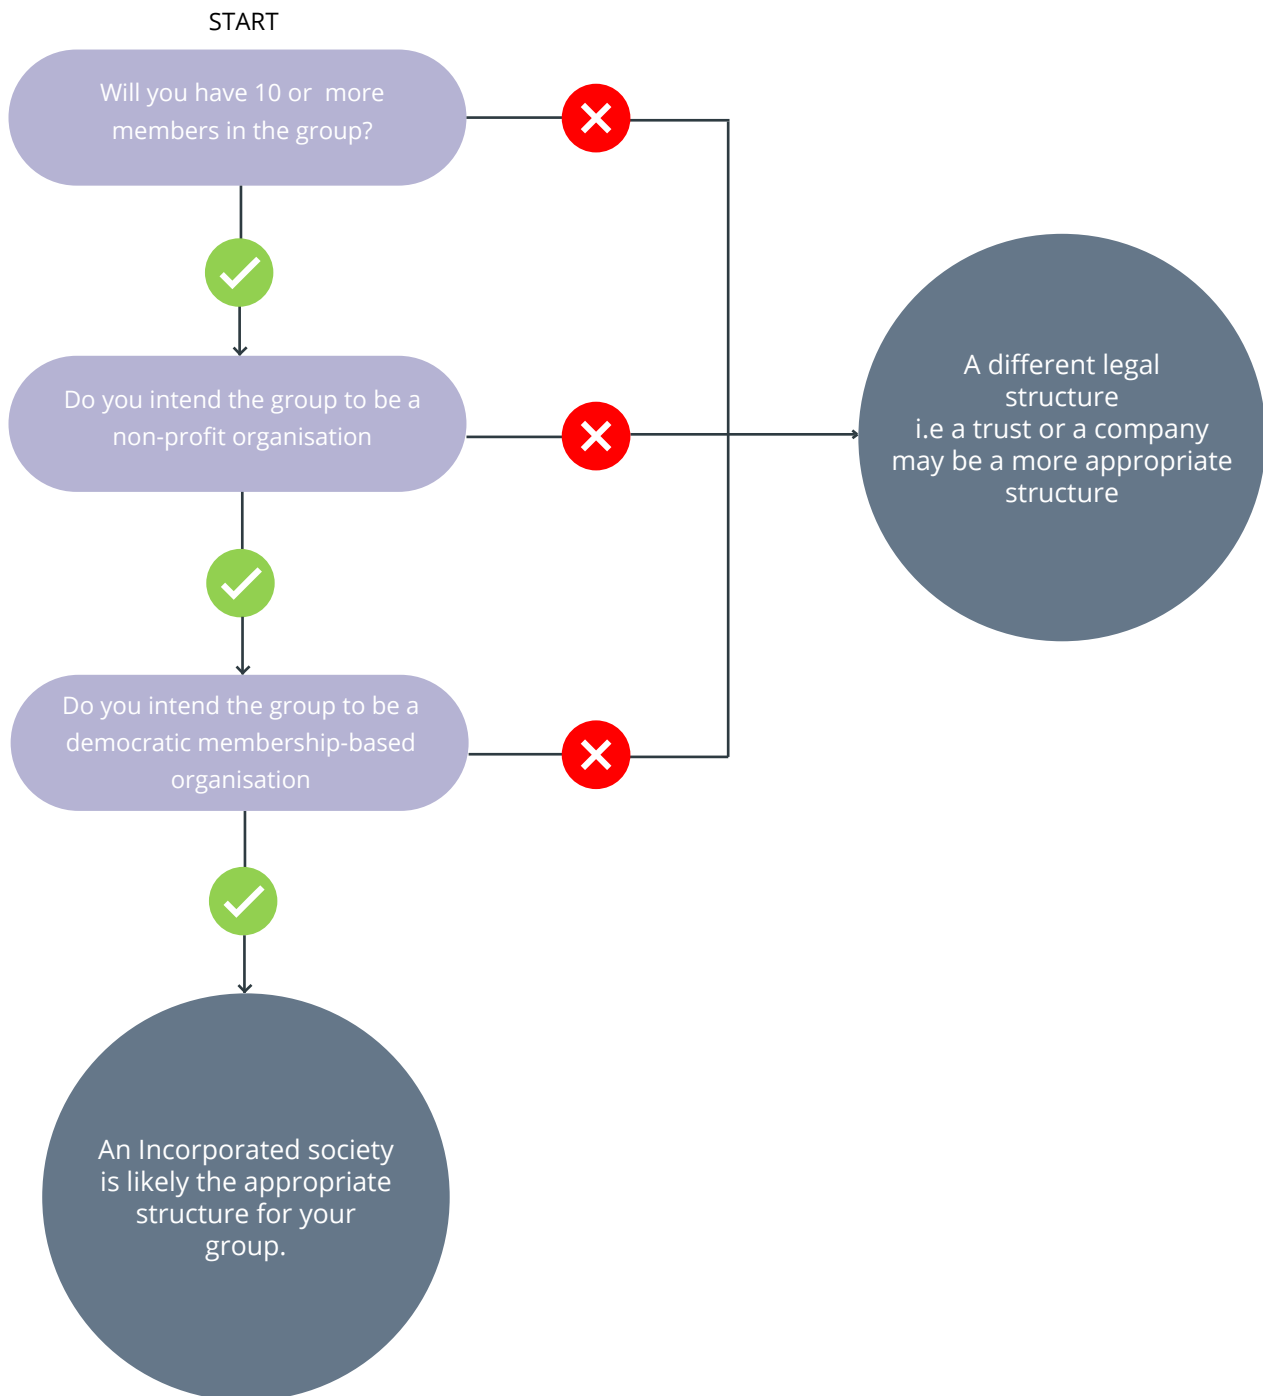 START
Will you have 10 or more
members in the group?
Do you intend the group to be a
non-profit organisation
A different legal
structure
i.e a trust or a company
may be a more appropriate
structure
Do you intend the group to be a
democratic membership-based
organisation
An Incorporated society
is likely the appropriate
structure for your
group.